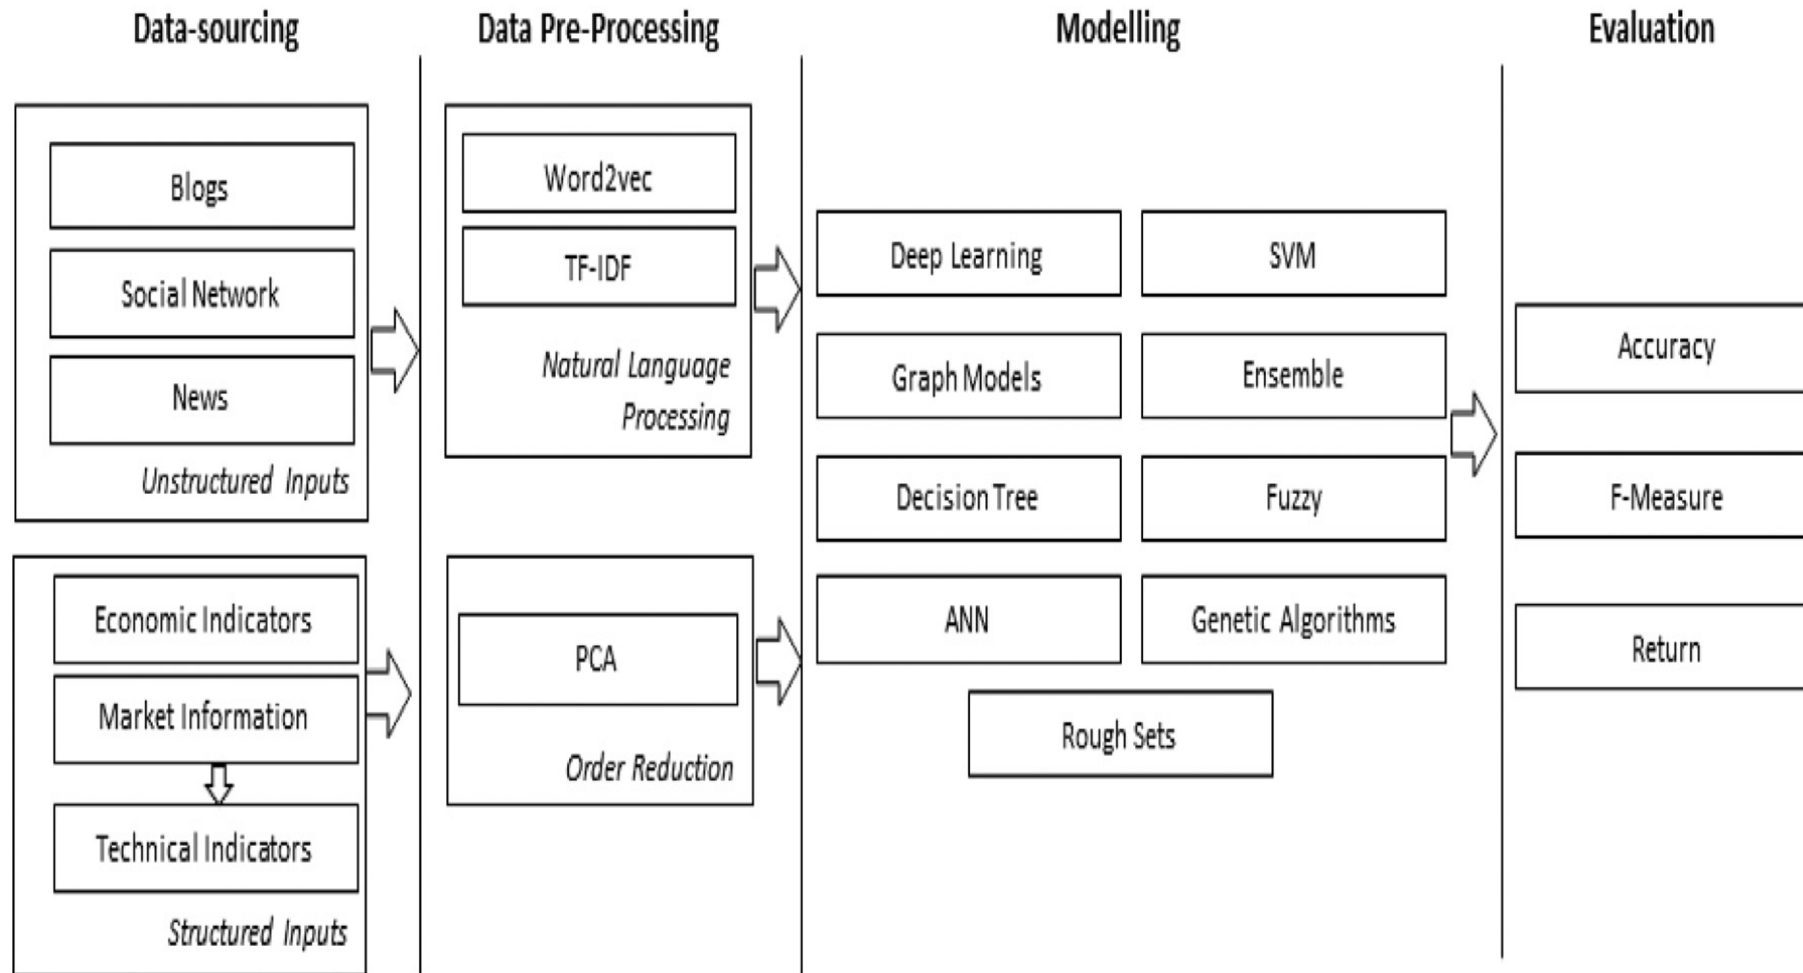 Data-sourcing
Data Pre-Processing
Modelling
Evaluation
Blogs
Social Network
News
Unstructured Inputs
Economic Indicators
Market Information
Technical Indicators
Structured Inputs
Word2vec
TF-IDF
Natural Language
Processing
PCA
Order Reduction
Deep Learning
SVM
Graph Models
Ensemble
Decision Tree
Fuzzy
ANN
Genetic Algorithms
Rough Sets
Accuracy
F-Measure
Return